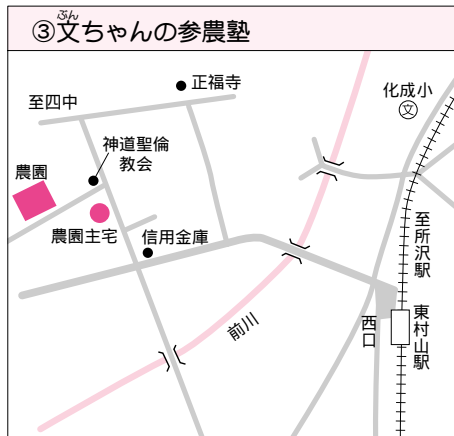 ぶん
③文ちゃんの参農塾
正福寺
至四中
化成小
文
神道聖倫
教会
農園
農園主宅
信用金庫
至所沢駅
前川
西口
東村山駅